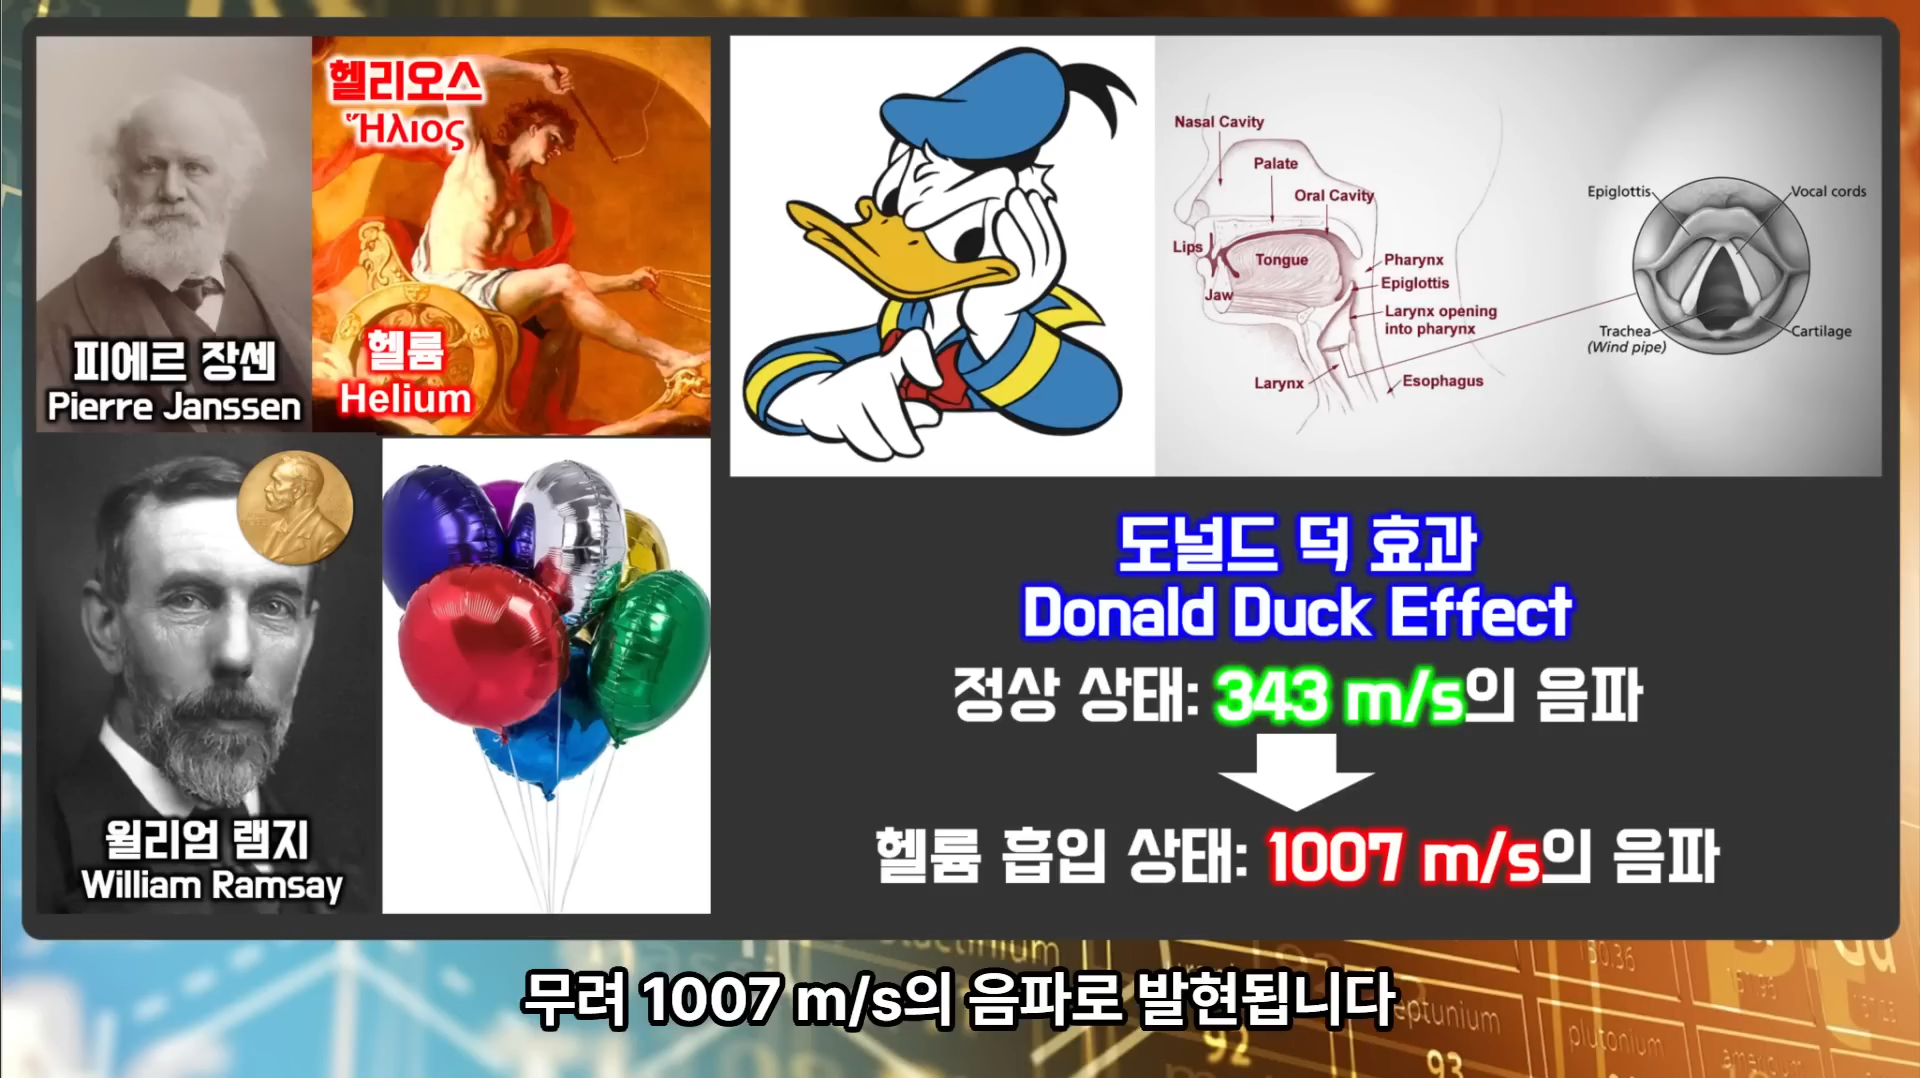 헬리오스
Ἥλιος
피에르 장센
Pierre Janssen
헬륨
Helium
윌리엄 램지
William Ramsay
Nasal Cavity
Palate
Oral Cavity
Lips
Tongue
Jaw
Pharynx
Epiglottis
Larynx opening
into pharynx
Larynx
Esophagus
Epiglottis
Vocal cords
Trachea
(Wind pipe)
Cartilage
도널드 덕 효과
Donald Duck Effect
정상 상태: 343 m/s의 음파
헬륨 흡입 상태: 1007 m/s의 음파
무려 1007 m/s의 음파로 발현됩니다
plutonium
92
93